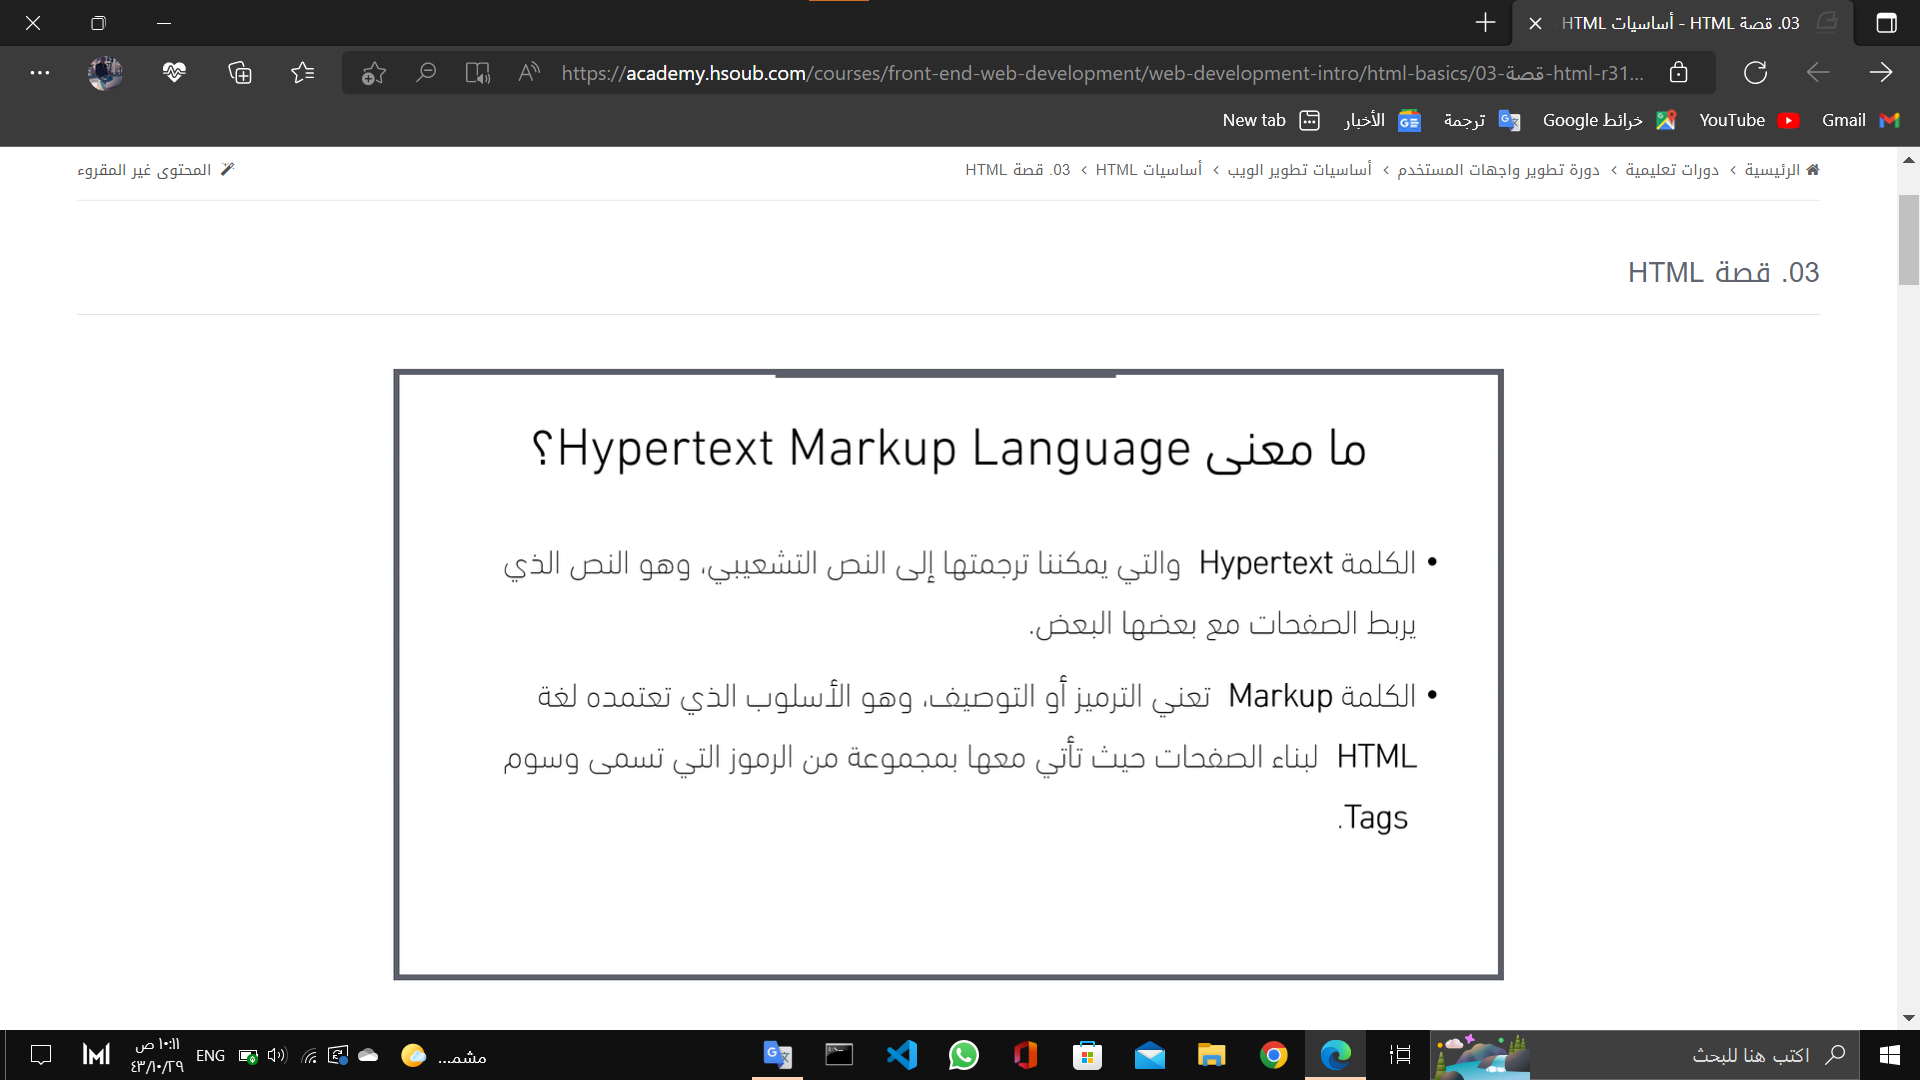 03. قصة HTML - أساسيات HTML
https://academy.hsoub.com/courses/front-end-web-development/web-development-intro/html-basics/03-قصة-html-r31...
Gmail YouTube خرائط Google ترجمة الأخبار New tab
الرئيسية › دورات تعليمية › دورة تطوير واجهات المستخدم › أساسيات تطوير الويب › أساسيات HTML › 03. قصة HTML المحتوى غير المقروء
03. قصة HTML
ما معنى Hypertext Markup Language؟
• الكلمة Hypertext والتي يمكننا ترجمتها إلى النص التشعيبي، وهو النص الذي
يربط الصفحات مع بعضها البعض.
• الكلمة Markup تعني الترميز أو التوصيف، وهو الأسلوب الذي تعتمده لغة
HTML لبناء الصفحات حيث تأتي معها بمجموعة من الرموز التي تسمى وسوم
Tags.
اكتب هنا للبحث مشمـ... ENG ١٠:١١ ص
٤٣/١٠/٢٩